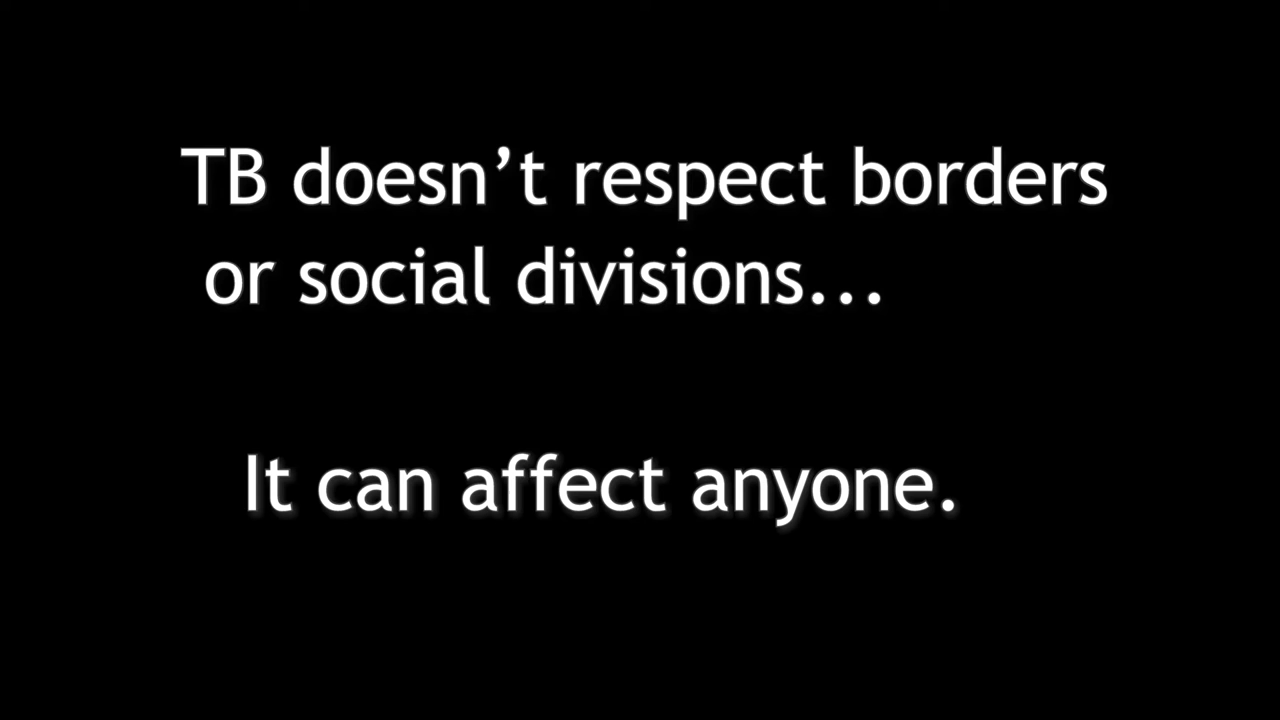 TB doesn’t respect borders
or social divisions...
It can affect anyone.